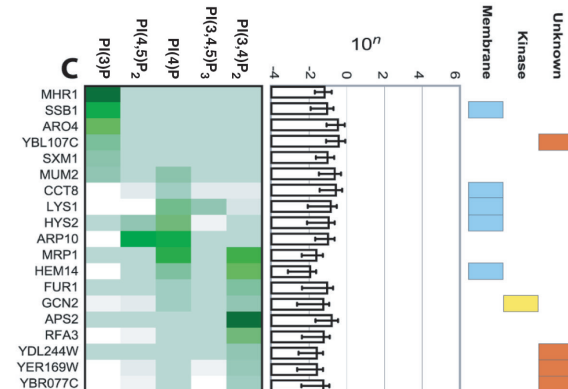 C
PI(3)P
PI(4,5)P2
PI(4)P
PI(3,4,5)P3
PI(3,4)P2
10^n
-4 -2 0 2 4 6
Membrane
Kinase
Unknown
MHR1
SSB1
ARO4
YBL107C
SXM1
MUM2
CCT8
LYS1
HYS2
ARP10
MRP1
HEM14
FUR1
GCN2
APS2
RFA3
YDL244W
YER169W
YBR077C